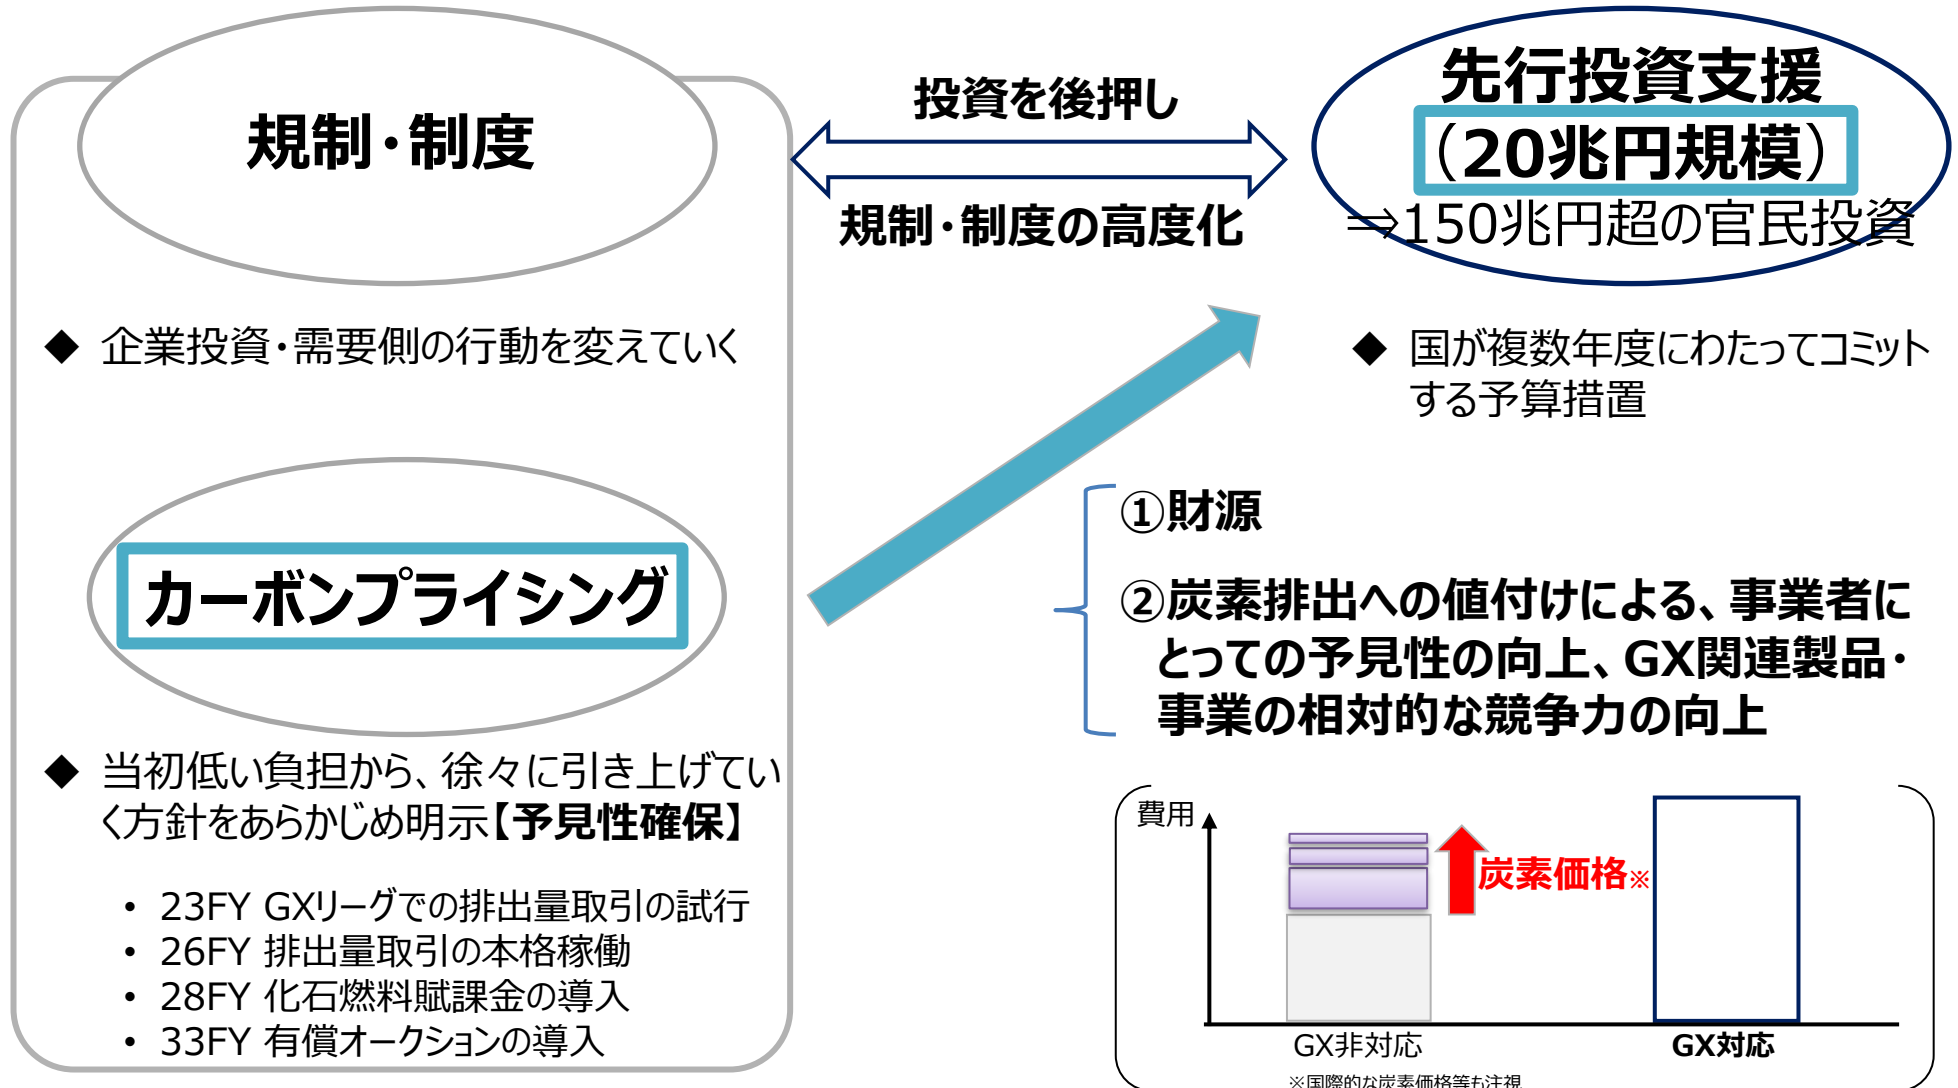 規制・制度
投資を後押し
規制・制度の高度化
先行投資支援
（20兆円規模）
⇒150兆円超の官民投資
◆ 企業投資・需要側の行動を変えていく
◆ 国が複数年度にわたってコミット
する予算措置
カーボンプライシング
①財源
②炭素排出への値付けによる、事業者に
とっての予見性の向上、GX関連製品・
事業の相対的な競争力の向上
◆ 当初低い負担から、徐々に引き上げてい
く方針をあらかじめ明示【予見性確保】
• 23FY GXリーグでの排出量取引の試行
• 26FY 排出量取引の本格稼働
• 28FY 化石燃料賦課金の導入
• 33FY 有償オークションの導入
費用
炭素価格※
GX非対応
GX対応
※国際的な炭素価格等も注視